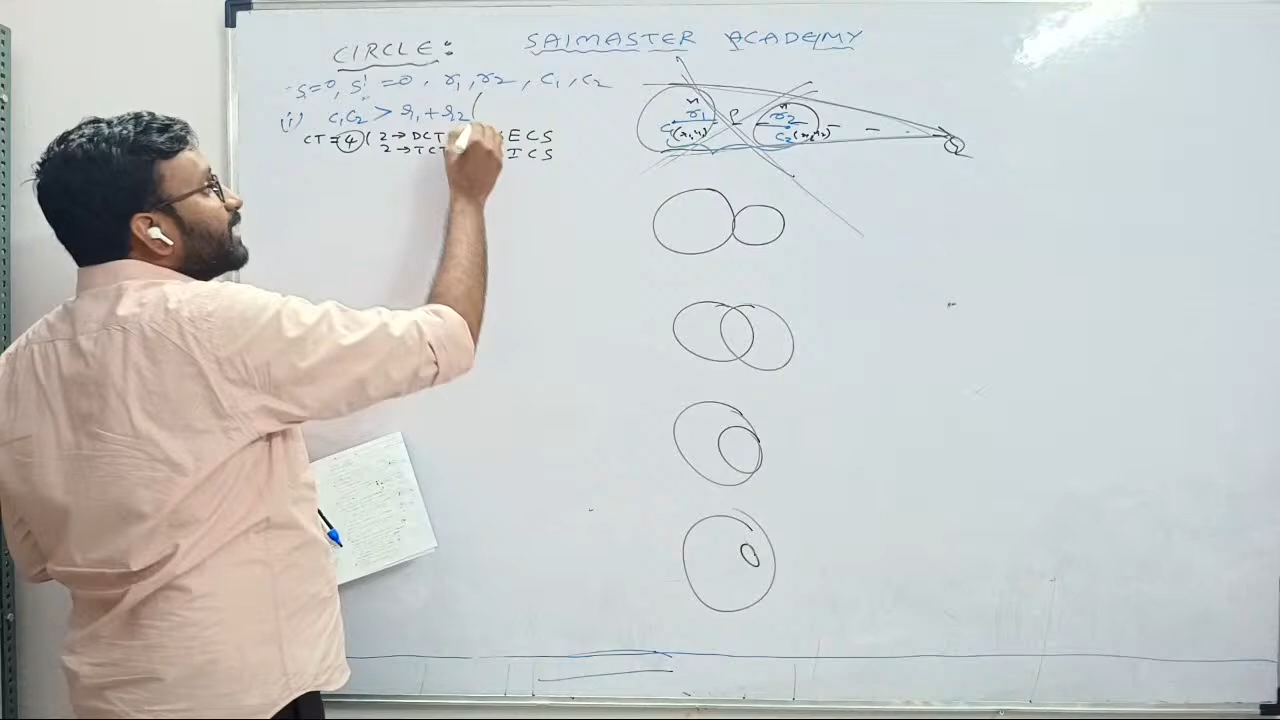 CIRCLE: SAIMASTER ACADEMY
S=0, S'=0, r1, r2, C1, C2
(i) C1C2 > r1+r2 (
CT = 4 ( 2→DCT ECS
2→TCT ICS
r1 P r2
C1 (x1,y1) C2 (x2,y2)
Q